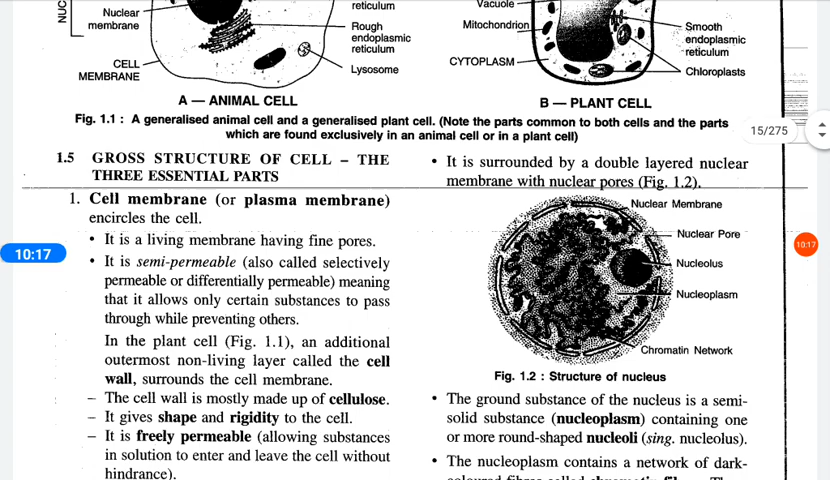 NUC
Nuclear
membrane
CELL
MEMBRANE
reticulum
Rough
endoplasmic
reticulum
Lysosome
A — ANIMAL CELL
Vacuole
Mitochondrion
CYTOPLASM
Smooth
endoplasmic
reticulum
Chloroplasts
B — PLANT CELL
Fig. 1.1 : A generalised animal cell and a generalised plant cell. (Note the parts common to both cells and the parts
which are found exclusively in an animal cell or in a plant cell)
15/275
1.5 GROSS STRUCTURE OF CELL – THE
THREE ESSENTIAL PARTS
1. Cell membrane (or plasma membrane)
encircles the cell.
• It is a living membrane having fine pores.
10:17
• It is semi-permeable (also called selectively
permeable or differentially permeable) meaning
that it allows only certain substances to pass
through while preventing others.
In the plant cell (Fig. 1.1), an additional
outermost non-living layer called the cell
wall, surrounds the cell membrane.
– The cell wall is mostly made up of cellulose.
– It gives shape and rigidity to the cell.
– It is freely permeable (allowing substances
in solution to enter and leave the cell without
hindrance).
• It is surrounded by a double layered nuclear
membrane with nuclear pores (Fig. 1.2).
Nuclear Membrane
Nuclear Pore
10:17
Nucleolus
Nucleoplasm
Chromatin Network
Fig. 1.2 : Structure of nucleus
• The ground substance of the nucleus is a semi-
solid substance (nucleoplasm) containing one
or more round-shaped nucleoli (sing. nucleolus).
• The nucleoplasm contains a network of dark-
coloured fibres called chromatin